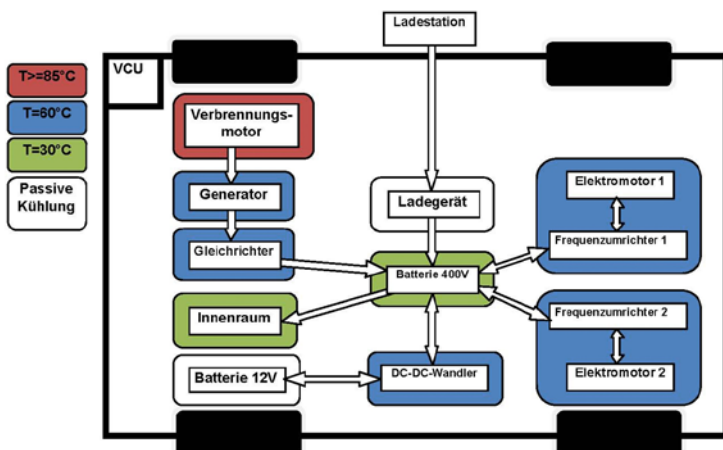 Ladestation
VCU
T>=85°C
T=60°C
T=30°C
Passive
Kühlung
Verbrennungs-
motor
Generator
Gleichrichter
Innenraum
Batterie 12V
Ladegerät
Batterie 400V
DC-DC-Wandler
Elektromotor 1
Frequenzumrichter 1
Frequenzumrichter 2
Elektromotor 2